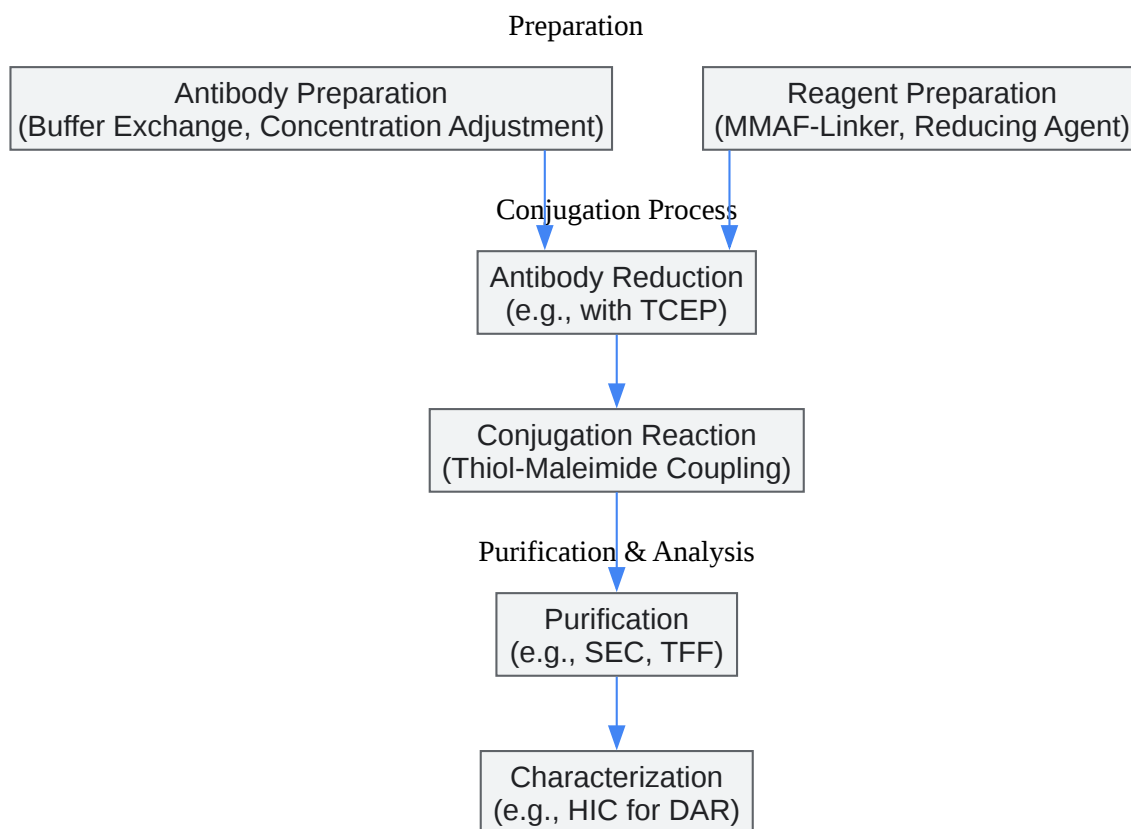 Preparation
Antibody Preparation
(Buffer Exchange, Concentration Adjustment)
Reagent Preparation
(MMAF-Linker, Reducing Agent)
Conjugation Process
Antibody Reduction
(e.g., with TCEP)
Conjugation Reaction
(Thiol-Maleimide Coupling)
Purification & Analysis
Purification
(e.g., SEC, TFF)
Characterization
(e.g., HIC for DAR)